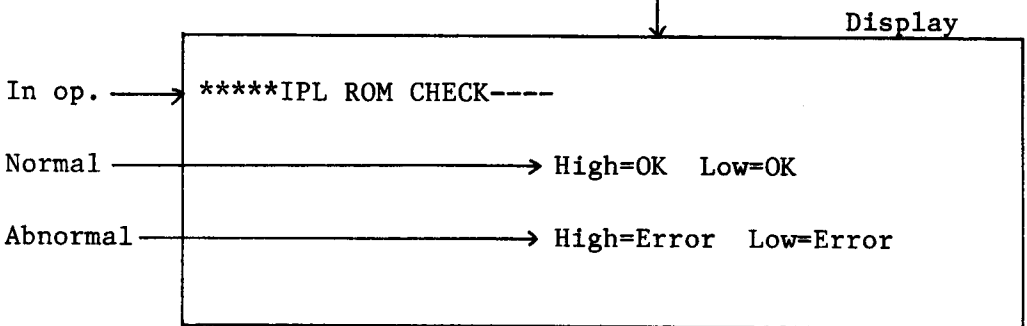 Display
In op. *****IPL ROM CHECK----
Normal High=OK Low=OK
Abnormal High=Error Low=Error